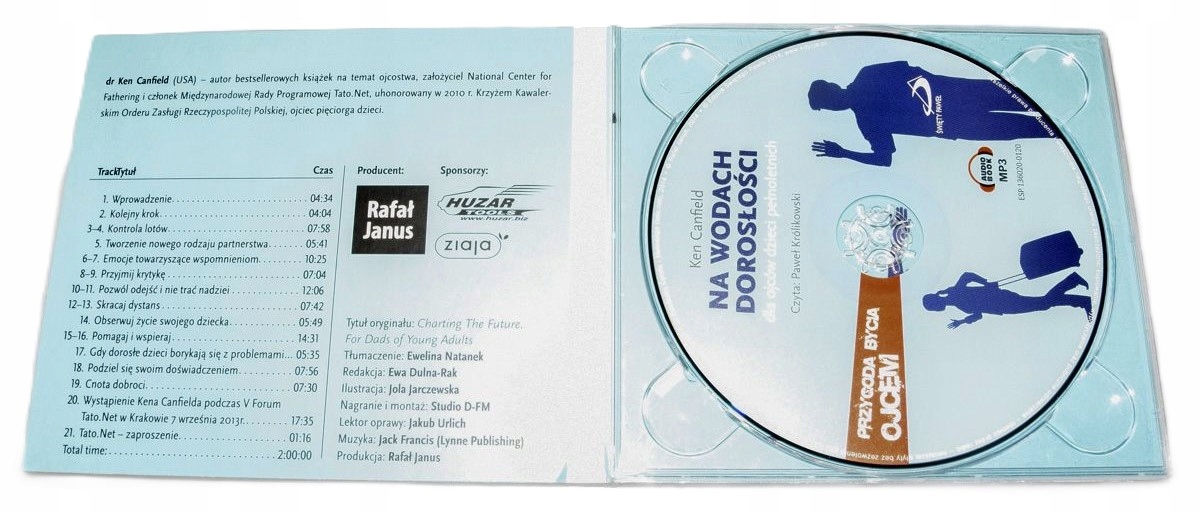 dr Ken Canfield (USA) – autor bestsellerowych książek na temat ojcostwa, założyciel National Center for
Fathering i członek Międzynarodowej Rady Programowej Tato.Net, uhonorowany w 2010 r. Krzyżem Kawaler-
skim Orderu Zasługi Rzeczypospolitej Polskiej, ojciec pięciorga dzieci.
Track Tytuł Czas
1. Wprowadzenie 04:34
2. Kolejny krok 04:04
3–4. Kontrola lotów 07:58
5. Tworzenie nowego rodzaju partnerstwa 05:41
6–7. Emocje towarzyszące wspomnieniom 10:25
8–9. Przyjmij krytykę 07:04
10–11. Pozwól odejść i nie trać nadziei 12:06
12–13. Skracaj dystans 07:42
14. Obserwuj życie swojego dziecka 05:49
15–16. Pomagaj i wspieraj 14:31
17. Gdy dorosłe dzieci borykają się z problemami... 05:35
18. Podziel się swoim doświadczeniem 07:56
19. Cnota dobroci 07:30
20. Wystąpienie Kena Canfielda podczas V Forum
Tato.Net w Krakowie 7 września 2013r. 17:35
21. Tato.Net – zaproszenie 01:16
Total time: 2:00:00
Producent:
Rafał
Janus
Sponsorzy:
HUZAR
TOOLS
www.huzar.biz
ziaja
Tytuł oryginału: Charting The Future.
For Dads of Young Adults
Tłumaczenie: Ewelina Natanek
Redakcja: Ewa Dulna-Rak
Ilustracja: Jola Jarczewska
Nagranie i montaż: Studio D-FM
Lektor oprawy: Jakub Urlich
Muzyka: Jack Francis (Lynne Publishing)
Produkcja: Rafał Janus
Ken Canfield
NA WODACH
DOROSŁOŚCI
dla ojców dzieci pełnoletnich
Czyta: Paweł Królikowski
ŚWIĘTY PAWEŁ
AUDIO
BOOK
MP3
ESP 136020-0120
PRZYGODA BYCIA
OJCEM